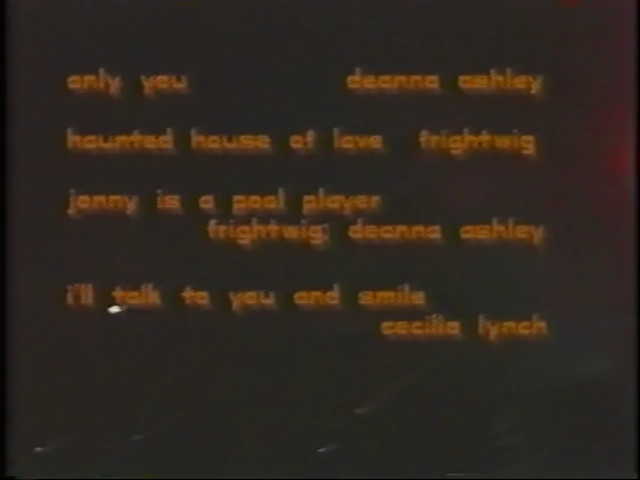 only you deanna ashley
haunted house of love frightwig
jonny is a pool player
frightwig; deanna ashley
i'll talk to you and smile
cecilia lynch